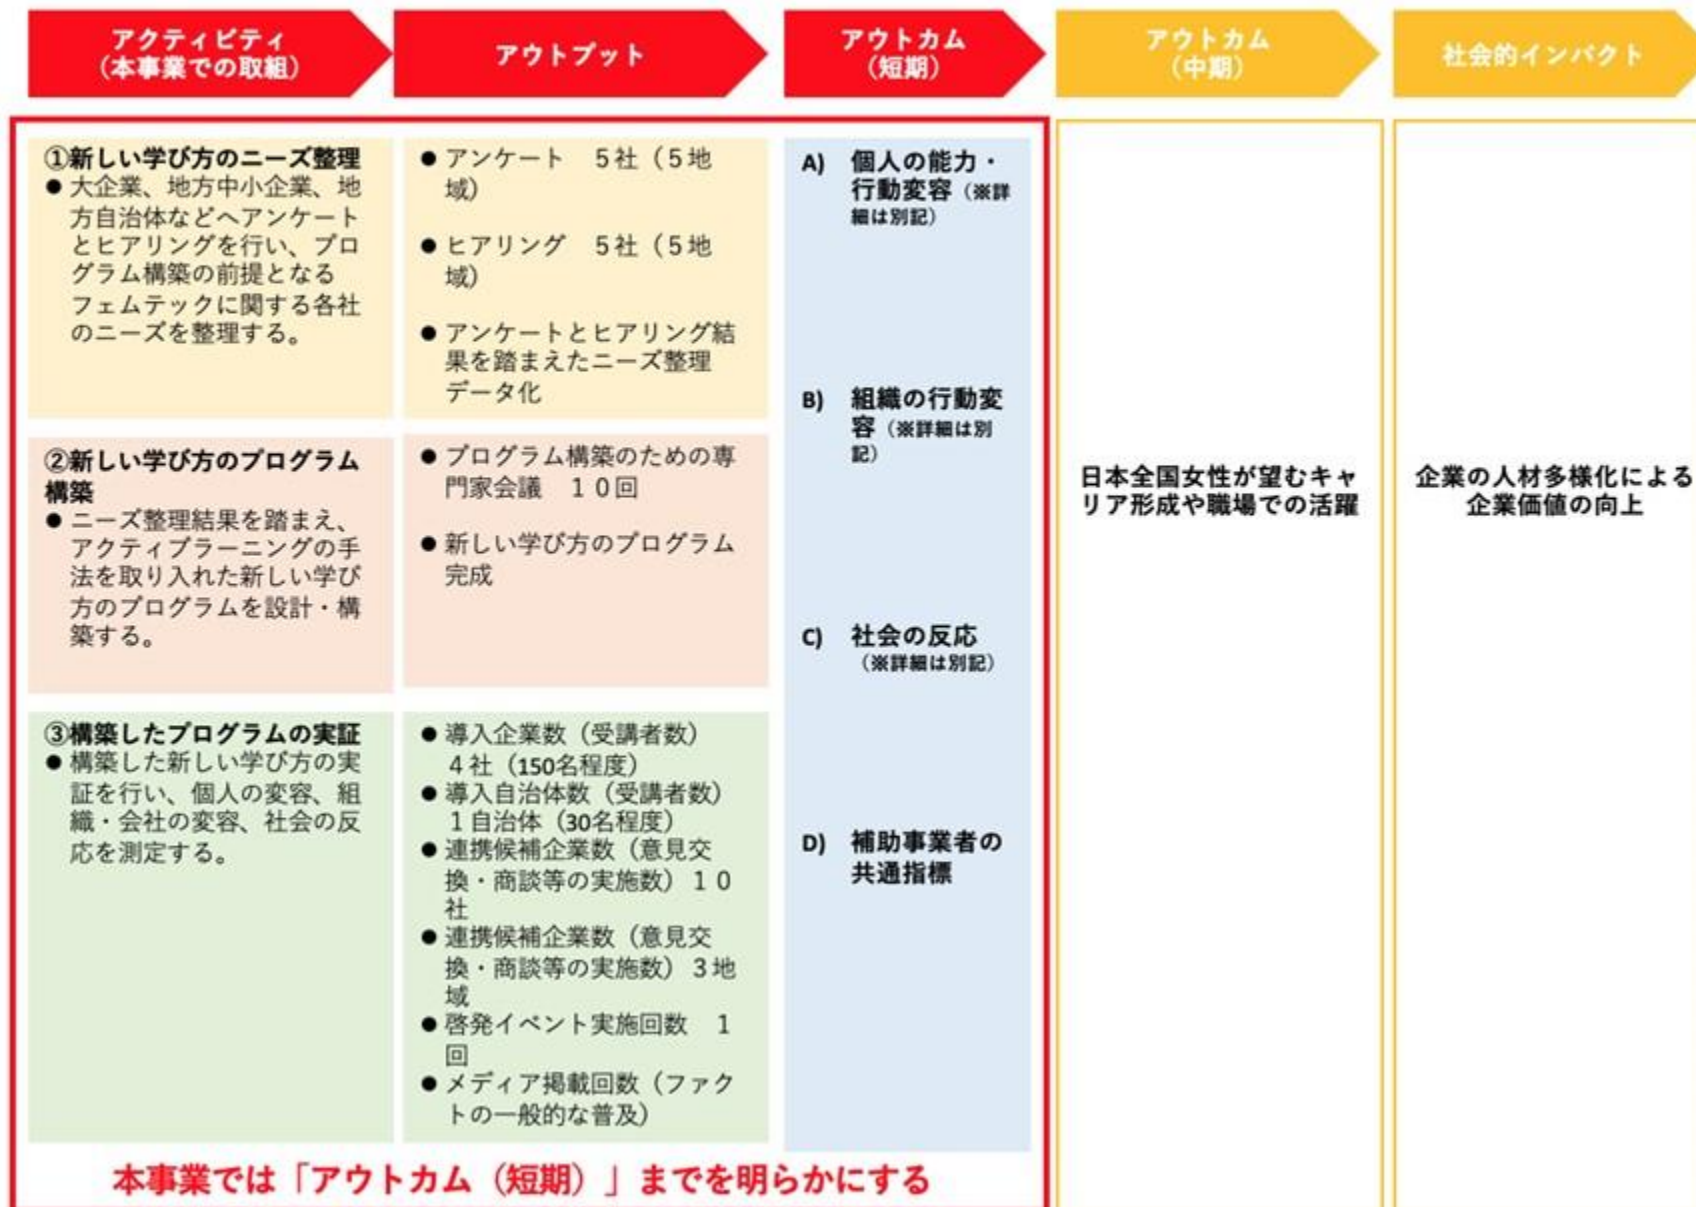 アクティビティ
（本事業での取組）
アウトプット
アウトカム
（短期）
アウトカム
（中期）
社会的インパクト
①新しい学び方のニーズ整理
● 大企業、地方中小企業、地
方自治体などへアンケート
とヒアリングを行い、プロ
グラム構築の前提となる
フェムテックに関する各社
のニーズを整理する。
● アンケート　５社（５地
域）
● ヒアリング　５社（５地
域）
● アンケートとヒアリング結
果を踏まえたニーズ整理
データ化
②新しい学び方のプログラム
構築
● ニーズ整理結果を踏まえ、
アクティブラーニングの手
法を取り入れた新しい学び
方のプログラムを設計・構
築する。
● プログラム構築のための専
門家会議　１０回
● 新しい学び方のプログラム
完成
③構築したプログラムの実証
● 構築した新しい学び方の実
証を行い、個人の変容、組
織・会社の変容、社会の反
応を測定する。
● 導入企業数（受講者数）
４社（150名程度）
● 導入自治体数（受講者数）
１自治体（30名程度）
● 連携候補企業数（意見交
換・商談等の実施数）１０
社
● 連携候補企業数（意見交
換・商談等の実施数）３地
域
● 啓発イベント実施回数　１
回
● メディア掲載回数（ファク
トの一般的な普及）
A) 個人の能力・
行動変容（※詳
細は別記）
B) 組織の行動変
容（※詳細は別
記）
C) 社会の反応
（※詳細は別記）
D) 補助事業者の
共通指標
日本全国女性が望むキャ
リア形成や職場での活躍
企業の人材多様化による
企業価値の向上
本事業では「アウトカム（短期）」までを明らかにする